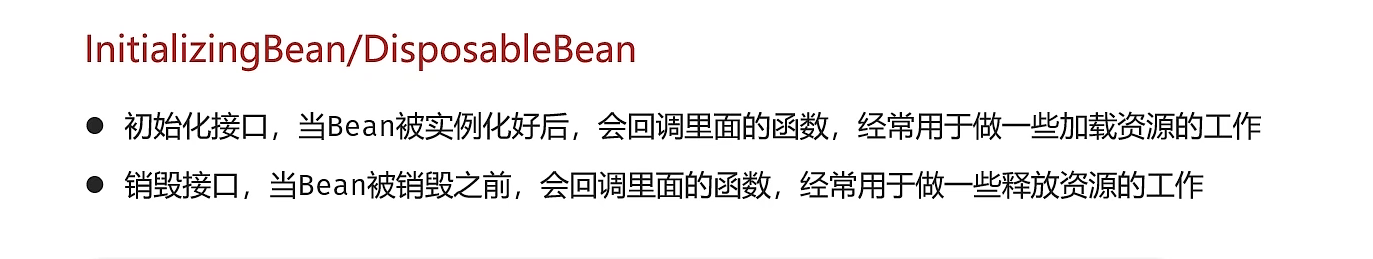 InitializingBean/DisposableBean
● 初始化接口，当Bean被实例化好后，会回调里面的函数，经常用于做一些加载资源的工作
● 销毁接口，当Bean被销毁之前，会回调里面的函数，经常用于做一些释放资源的工作